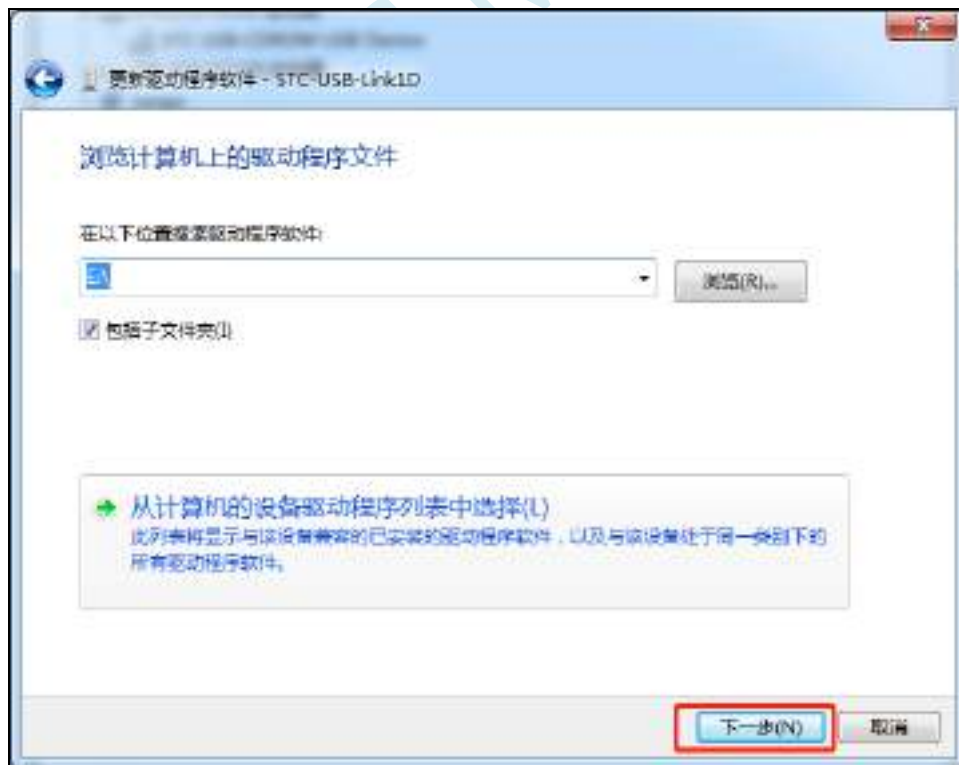 更新驱动程序软件 - STC-USB-Link1D
浏览计算机上的驱动程序文件
在以下位置搜索驱动程序软件:
E:\
浏览(R)...
包括子文件夹(I)
从计算机的设备驱动程序列表中选择(L)
此列表将显示与该设备兼容的已安装的驱动程序软件，以及与该设备处于同一类别下的
所有驱动程序软件。
下一步(N)
取消